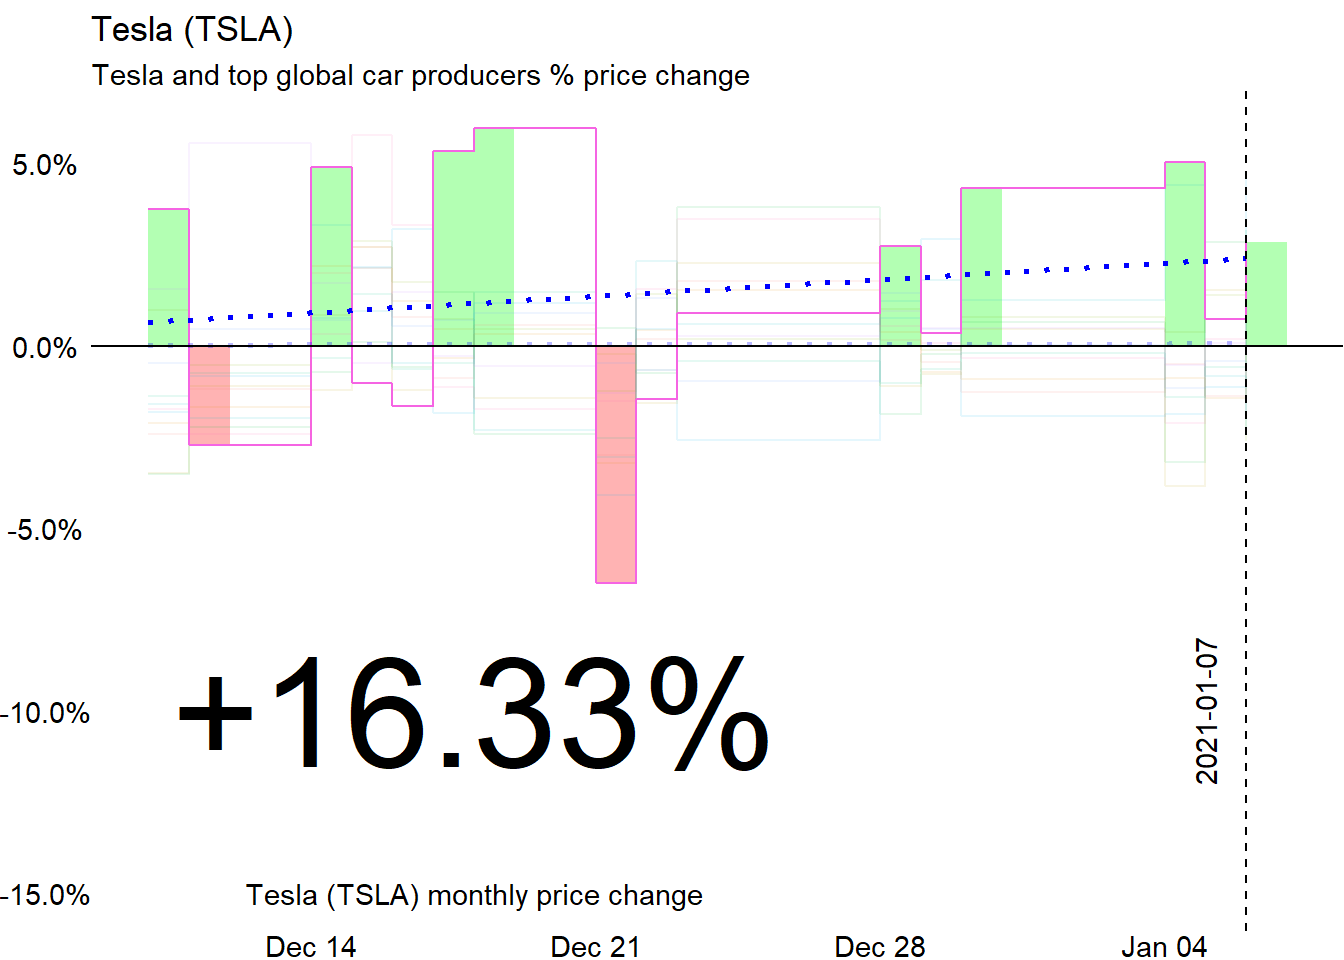 Tesla (TSLA)
Tesla and top global car producers % price change
5.0%
0.0%
-5.0%
-10.0%
-15.0%
+16.33%
Tesla (TSLA) monthly price change
2021-01-07
Dec 14
Dec 21
Dec 28
Jan 04